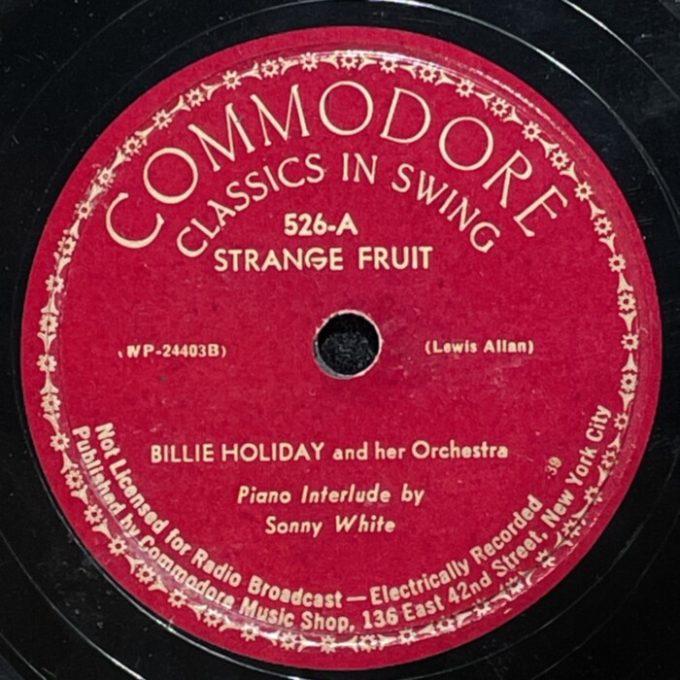 COMMODORE
CLASSICS IN SWING
526-A
STRANGE FRUIT
(WP-24403B)
(Lewis Allan)
BILLIE HOLIDAY and her Orchestra
Piano Interlude by
Sonny White
39
Not Licensed for Radio Broadcast — Electrically Recorded
Published by Commodore Music Shop, 136 East 42nd Street, New York City